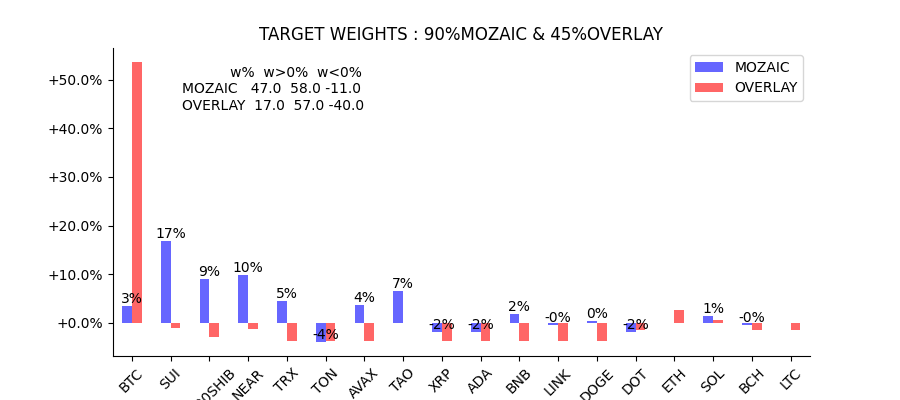 TARGET WEIGHTS : 90%MOZAIC & 45%OVERLAY
w% w>0% w<0%
MOZAIC 47.0 58.0 -11.0
OVERLAY 17.0 57.0 -40.0
MOZAIC
OVERLAY
+50.0%
+40.0%
+30.0%
+20.0%
+10.0%
+0.0%
3% 17% 9% 10% 5% -4% 4% 7% -2% -2% 2% -0% 0% -2% 1% -0%
BTC SUI 00SHIB NEAR TRX TON AVAX TAO XRP ADA BNB LINK DOGE DOT ETH SOL BCH LTC